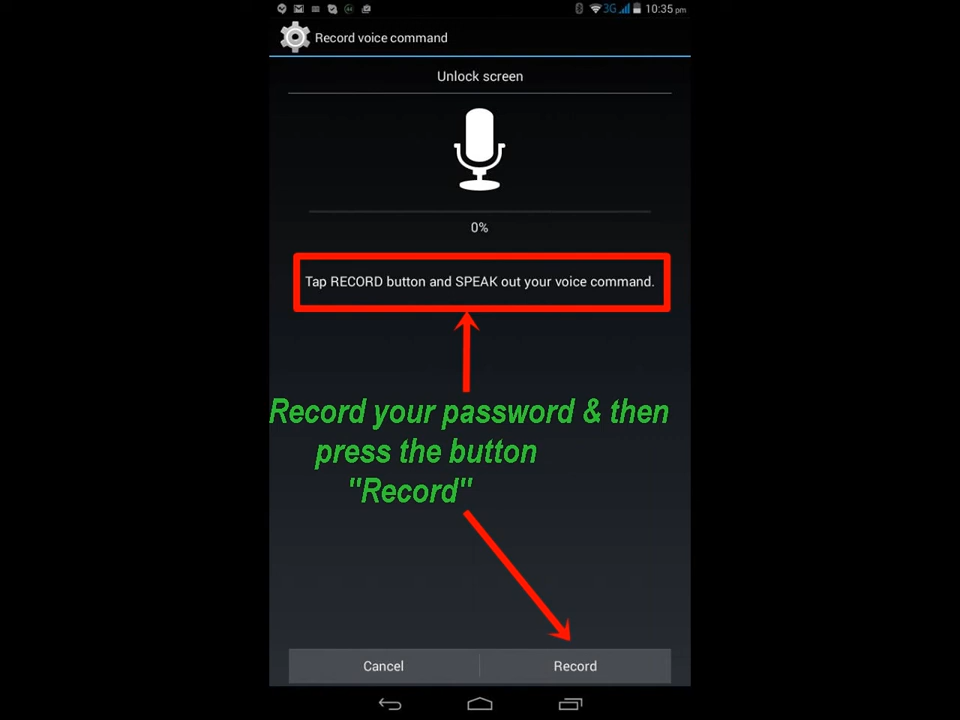 3G 10:35 pm
Record voice command
Unlock screen
0%
Tap RECORD button and SPEAK out your voice command.
Record your password & then
press the button
"Record"
Cancel Record